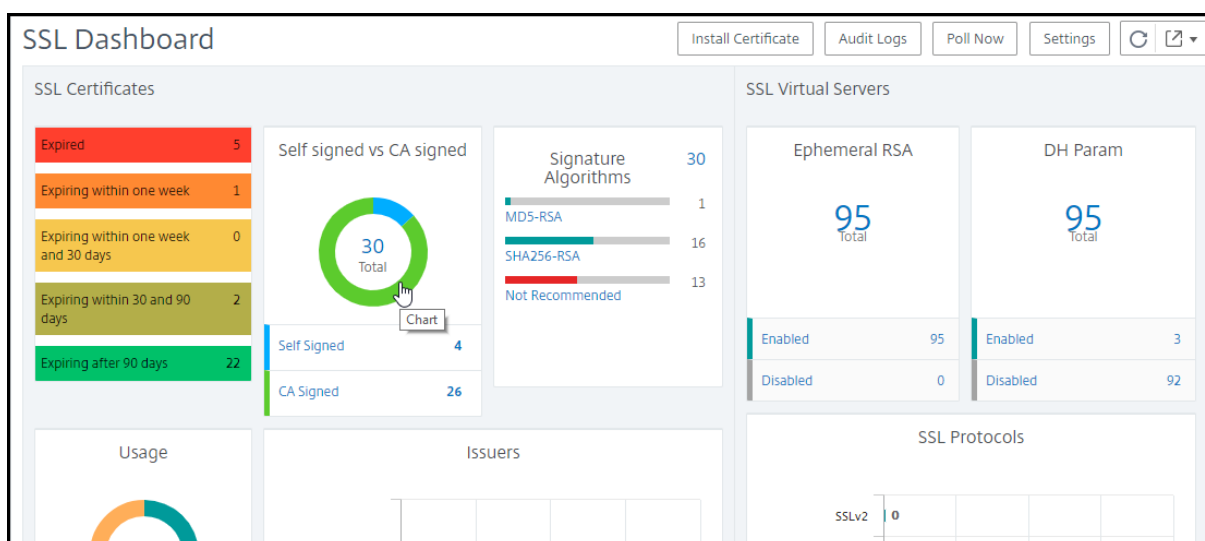 SSL Dashboard
Install Certificate
Audit Logs
Poll Now
Settings
SSL Certificates
Expired 5
Expiring within one week 1
Expiring within one week 0
and 30 days
Expiring within 30 and 90 2
days
Expiring after 90 days 22
Self signed vs CA signed
30
Total
Chart
Self Signed 4
CA Signed 26
Signature 30
Algorithms
1
MD5-RSA
16
SHA256-RSA
13
Not Recommended
Usage
Issuers
SSL Virtual Servers
Ephemeral RSA
95
Total
Enabled 95
Disabled 0
DH Param
95
Total
Enabled 3
Disabled 92
SSL Protocols
SSLv2 0